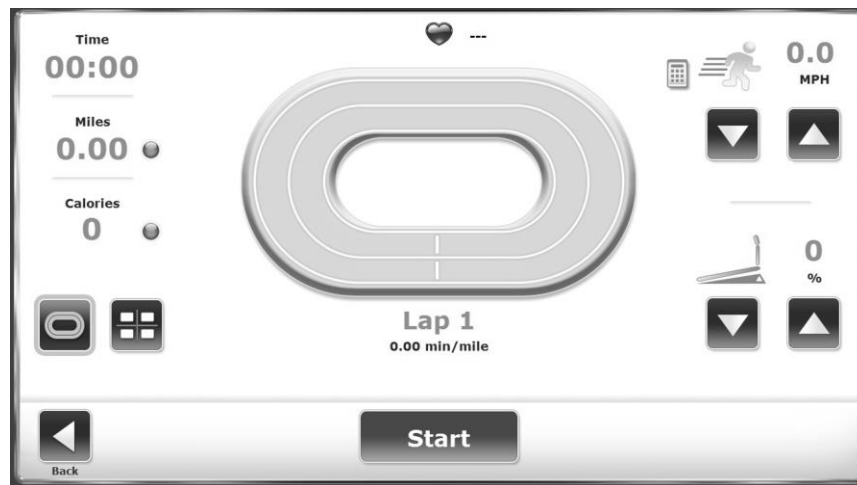 Time
00:00
Miles
0.00
Calories
0
---
Lap 1
0.00 min/mile
0.0
MPH
0
%
Back
Start